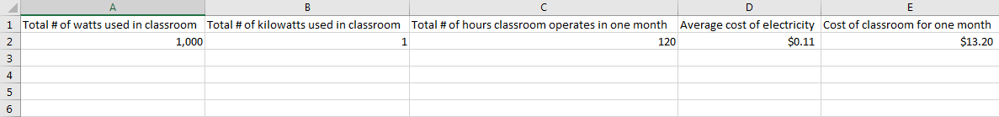 A B C D E
1 Total # of watts used in classroom Total # of kilowatts used in classroom Total # of hours classroom operates in one month Average cost of electricity Cost of classroom for one month
2 1,000 1 120 $0.11 $13.20
3
4
5
6